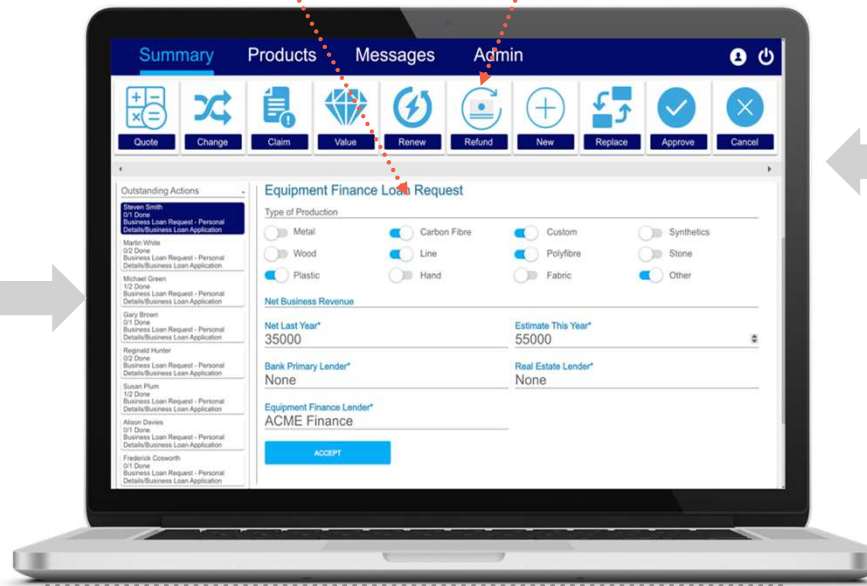 Summary Products Messages Admin
Quote Change Claim Value Renew Refund New Replace Approve Cancel
Outstanding Actions
Steven Smith
0/1 Done
Business Loan Request - Personal
Details/Business Loan Application
Martin White
0/2 Done
Business Loan Request - Personal
Details/Business Loan Application
Michael Green
1/2 Done
Business Loan Request - Personal
Details/Business Loan Application
Gary Brown
0/1 Done
Business Loan Request - Personal
Details/Business Loan Application
Reginald Hunter
0/2 Done
Business Loan Request - Personal
Details/Business Loan Application
Susan Plum
1/2 Done
Business Loan Request - Personal
Details/Business Loan Application
Alison Davies
0/1 Done
Business Loan Request - Personal
Details/Business Loan Application
Frederick Cosworth
0/1 Done
Business Loan Request - Personal
Details/Business Loan Application
Equipment Finance Loan Request
Type of Production
Metal Carbon Fibre Custom Synthetics
Wood Line Polyfibre Stone
Plastic Hand Fabric Other
Net Business Revenue
Net Last Year* Estimate This Year*
35000 55000
Bank Primary Lender* Real Estate Lender*
None None
Equipment Finance Lender*
ACME Finance
ACCEPT